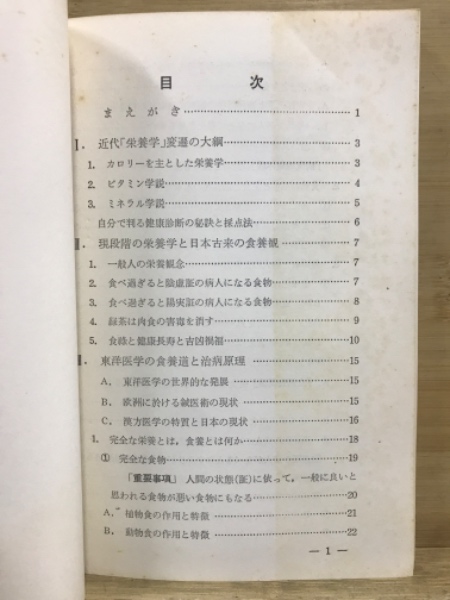 目次
まえがき……………………………………1
I. 近代「栄養学」変遷の大綱……………………3
1. カロリーを主とした栄養学……………………3
2. ビタミン学説……………………………………4
3. ミネラル学説……………………………………5
自分で判る健康診断の秘訣と採点法……………6
II. 現段階の栄養学と日本古来の食養観……………7
1. 一般人の栄養観念………………………………7
2. 食べ過ぎると陰虚証の病人になる食物…………7
3. 食べ過ぎると陽実証の病人になる食物…………8
4. 緑茶は肉食の害毒を消す………………………9
5. 食緑と健康長寿と吉凶禍福……………………10
III. 東洋医学の食養道と治病原理…………………15
A. 東洋医学の世界的な発展………………………15
B. 欧洲に於ける鍼医術の現状……………………15
C. 漢方医学の特質と日本の現状…………………16
1. 完全な栄養とは，食養とは何か………………18
① 完全な食物………………………………………19
「重要事項」 人間の状態(証)に依って，一般に良いと
思われる食物が悪い食物にもなる………………20
A. 植物食の作用と特徴……………………………21
B. 動物食の作用と特徴……………………………22
— 1 —